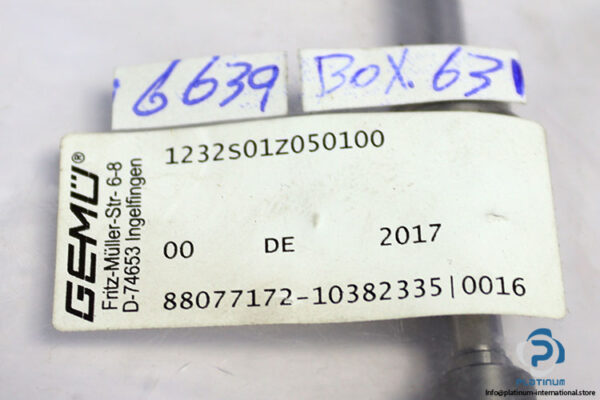 6639
BOX. 631
GEMÜ®
Fritz-Müller-Str- 6-8
D-74653 Ingelfingen
1232S01Z050100
00 DE 2017
88077172-10382335|0016
PLATINUM
Info@platinum-international.store